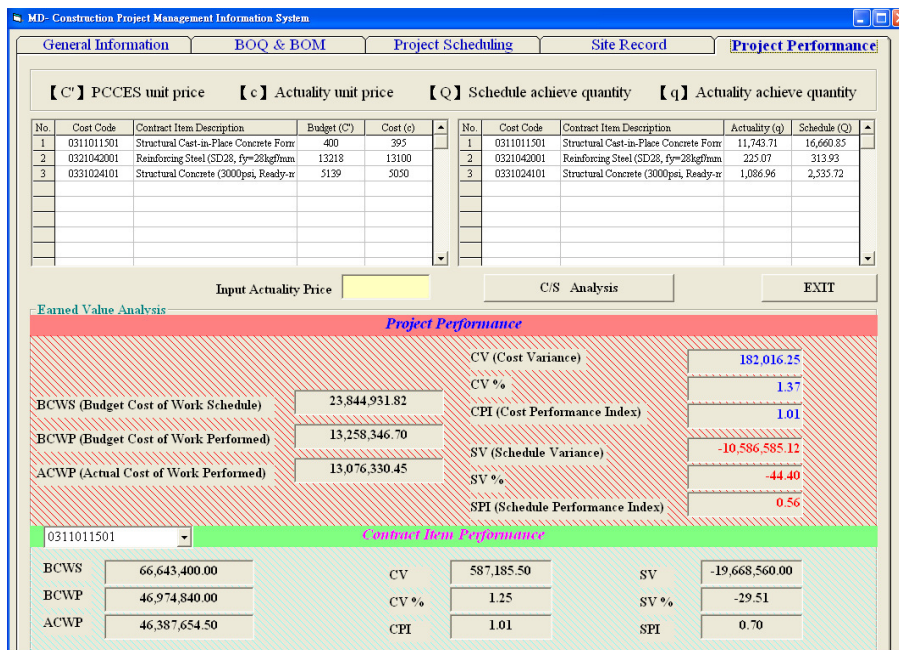 MD- Construction Project Management Information System
General Information BOQ & BOM Project Scheduling Site Record Project Performance
【C'】PCCES unit price 【c】Actuality unit price 【Q】Schedule achieve quantity 【q】Actuality achieve quantity
No. Cost Code Contract Item Description Budget (C') Cost (c)
1 0311011501 Structural Cast-in-Place Concrete Form 400 395
2 0321042001 Reinforcing Steel (SD28, fy=28kgf/mm 13218 13100
3 0331024101 Structural Concrete (3000psi, Ready-m 5139 5050
No. Cost Code Contract Item Description Actuality (q) Schedule (Q)
1 0311011501 Structural Cast-in-Place Concrete Form 11,743.71 16,660.85
2 0321042001 Reinforcing Steel (SD28, fy=28kgf/mm 225.07 313.93
3 0331024101 Structural Concrete (3000psi, Ready-m 1,086.96 2,535.72
Input Actuality Price C/S Analysis EXIT
Earned Value Analysis
Project Performance
BCWS (Budget Cost of Work Schedule) 23,844,931.82
BCWP (Budget Cost of Work Performed) 13,258,346.70
ACWP (Actual Cost of Work Performed) 13,076,330.45
CV (Cost Variance) 182,016.25
CV % 1.37
CPI (Cost Performance Index) 1.01
SV (Schedule Variance) -10,586,585.12
SV % -44.40
SPI (Schedule Performance Index) 0.56
0311011501 Contract Item Performance
BCWS 66,643,400.00 CV 587,185.50 SV -19,668,560.00
BCWP 46,974,840.00 CV % 1.25 SV % -29.51
ACWP 46,387,654.50 CPI 1.01 SPI 0.70